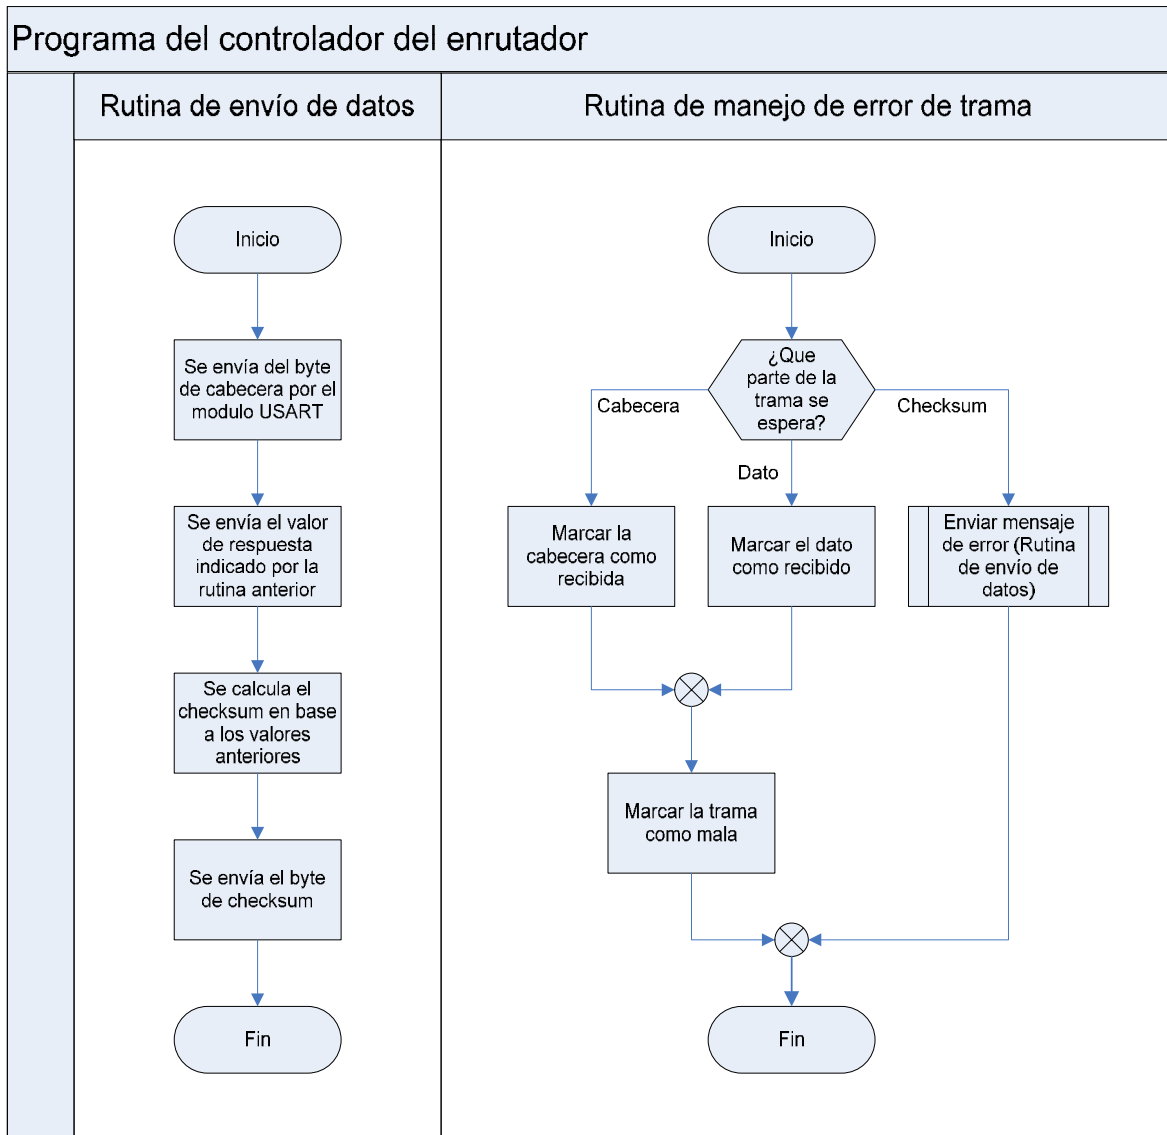 Programa del controlador del enrutador
Rutina de envío de datos
Rutina de manejo de error de trama
Inicio
Se envía del byte
de cabecera por el
modulo USART
Se envía el valor
de respuesta
indicado por la
rutina anterior
Se calcula el
checksum en base
a los valores
anteriores
Se envía el byte
de checksum
Fin
Inicio
¿Que
parte de la
trama se
espera?
Cabecera
Checksum
Dato
Marcar la
cabecera como
recibida
Marcar el dato
como recibido
Enviar mensaje
de error (Rutina
de envío de
datos)
Marcar la trama
como mala
Fin